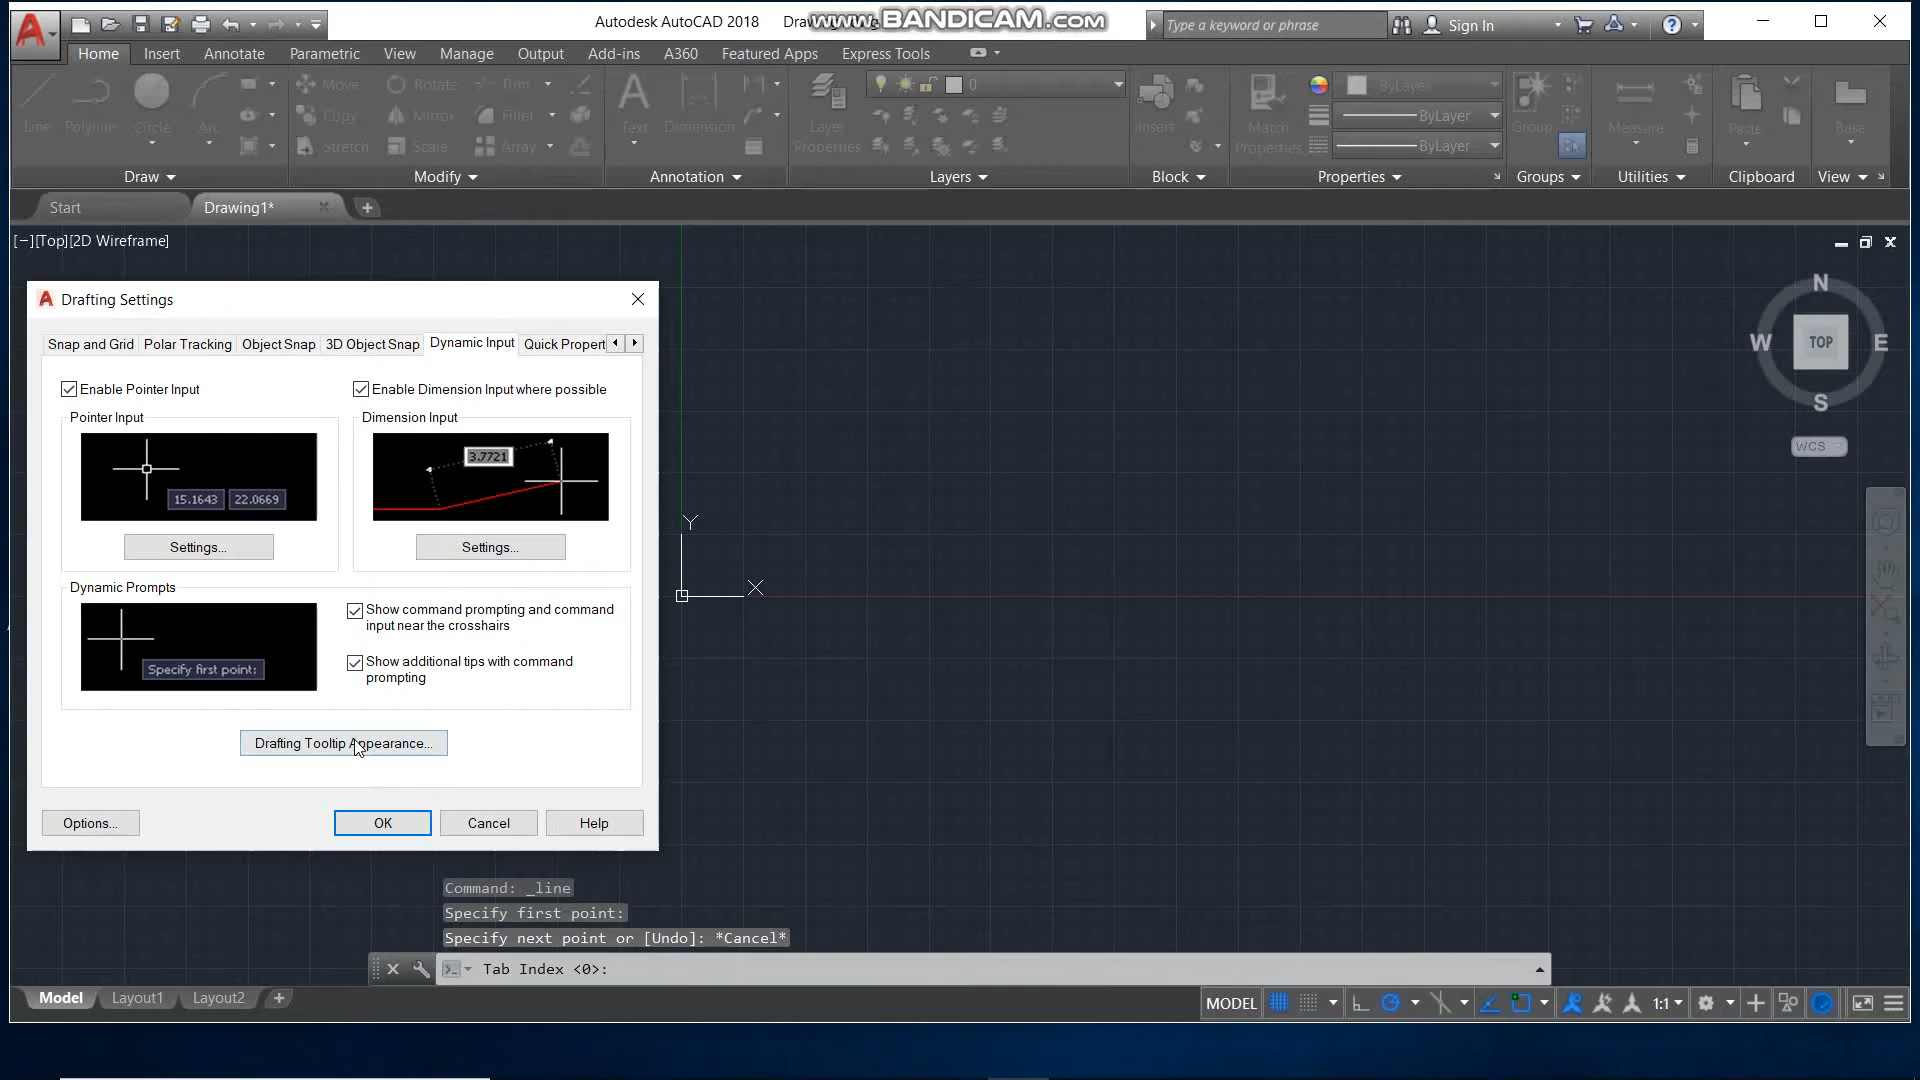 Autodesk AutoCAD 2018
www.BANDICAM.com
Type a keyword or phrase
Sign In
Home Insert Annotate Parametric View Manage Output Add-ins A360 Featured Apps Express Tools
Line Polyline Circle Arc
Move Rotate Trim
Copy Mirror Fillet
Stretch Scale Array
Text Dimension
Layer Properties
0
Insert
Match Properties
ByLayer
ByLayer
ByLayer
Group
Measure
Paste
Base
Draw Modify Annotation Layers Block Properties Groups Utilities Clipboard View
Start Drawing1*
[−][Top][2D Wireframe]
N
W TOP E
S
WCS
Drafting Settings
Snap and Grid Polar Tracking Object Snap 3D Object Snap Dynamic Input Quick Propert
Enable Pointer Input Enable Dimension Input where possible
Pointer Input Dimension Input
3.7721
15.1643 22.0669
Settings... Settings...
Dynamic Prompts
Show command prompting and command
input near the crosshairs
Specify first point:
Show additional tips with command
prompting
Drafting Tooltip Appearance...
Options... OK Cancel Help
Y
X
Command: _line
Specify first point:
Specify next point or [Undo]: *Cancel*
Tab Index <0>:
Model Layout1 Layout2
MODEL 1:1